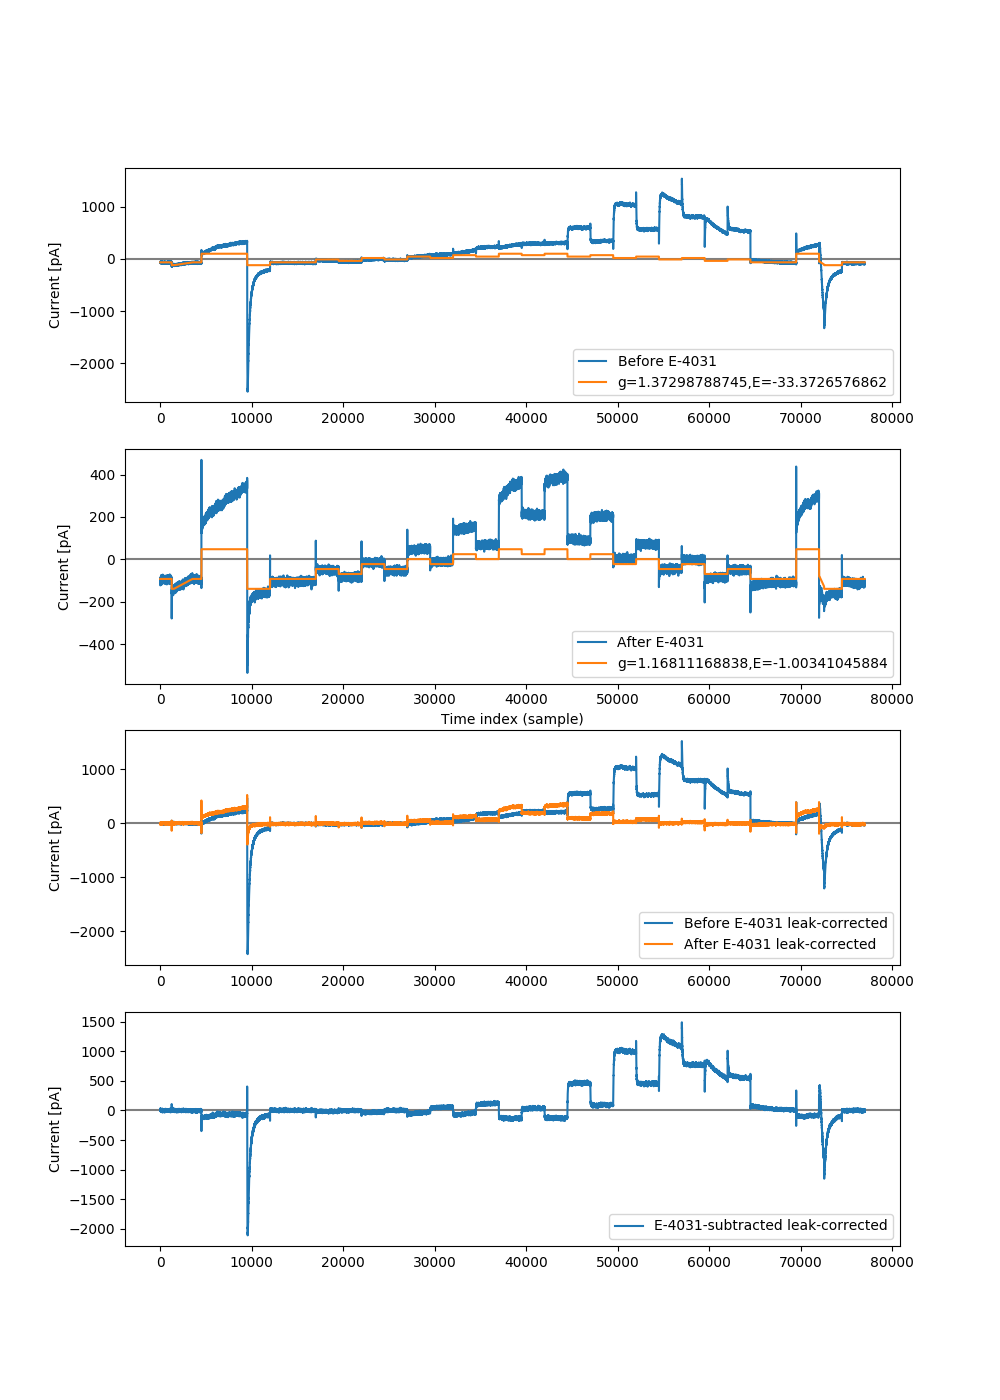 1000
0
−1000
−2000
Current [pA]
Before E-4031
g=1.37298788745,E=-33.3726576862
0 10000 20000 30000 40000 50000 60000 70000 80000
400
200
0
−200
−400
Current [pA]
After E-4031
g=1.16811168838,E=-1.00341045884
0 10000 20000 30000 40000 50000 60000 70000 80000
Time index (sample)
1000
0
−1000
−2000
Current [pA]
Before E-4031 leak-corrected
After E-4031 leak-corrected
0 10000 20000 30000 40000 50000 60000 70000 80000
1500
1000
500
0
−500
−1000
−1500
−2000
Current [pA]
E-4031-subtracted leak-corrected
0 10000 20000 30000 40000 50000 60000 70000 80000